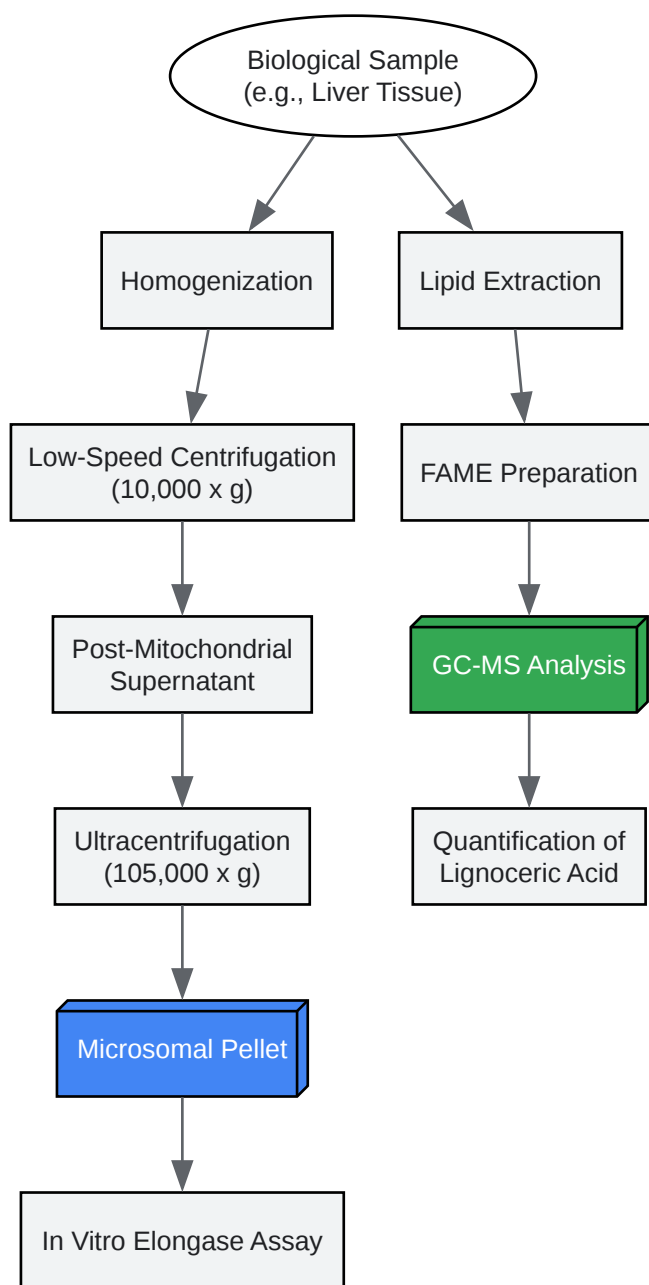 Biological Sample
(e.g., Liver Tissue)
Homogenization
Lipid Extraction
Low-Speed Centrifugation
(10,000 x g)
FAME Preparation
Post-Mitochondrial
Supernatant
GC-MS Analysis
Ultracentrifugation
(105,000 x g)
Quantification of
Lignoceric Acid
Microsomal Pellet
In Vitro Elongase Assay